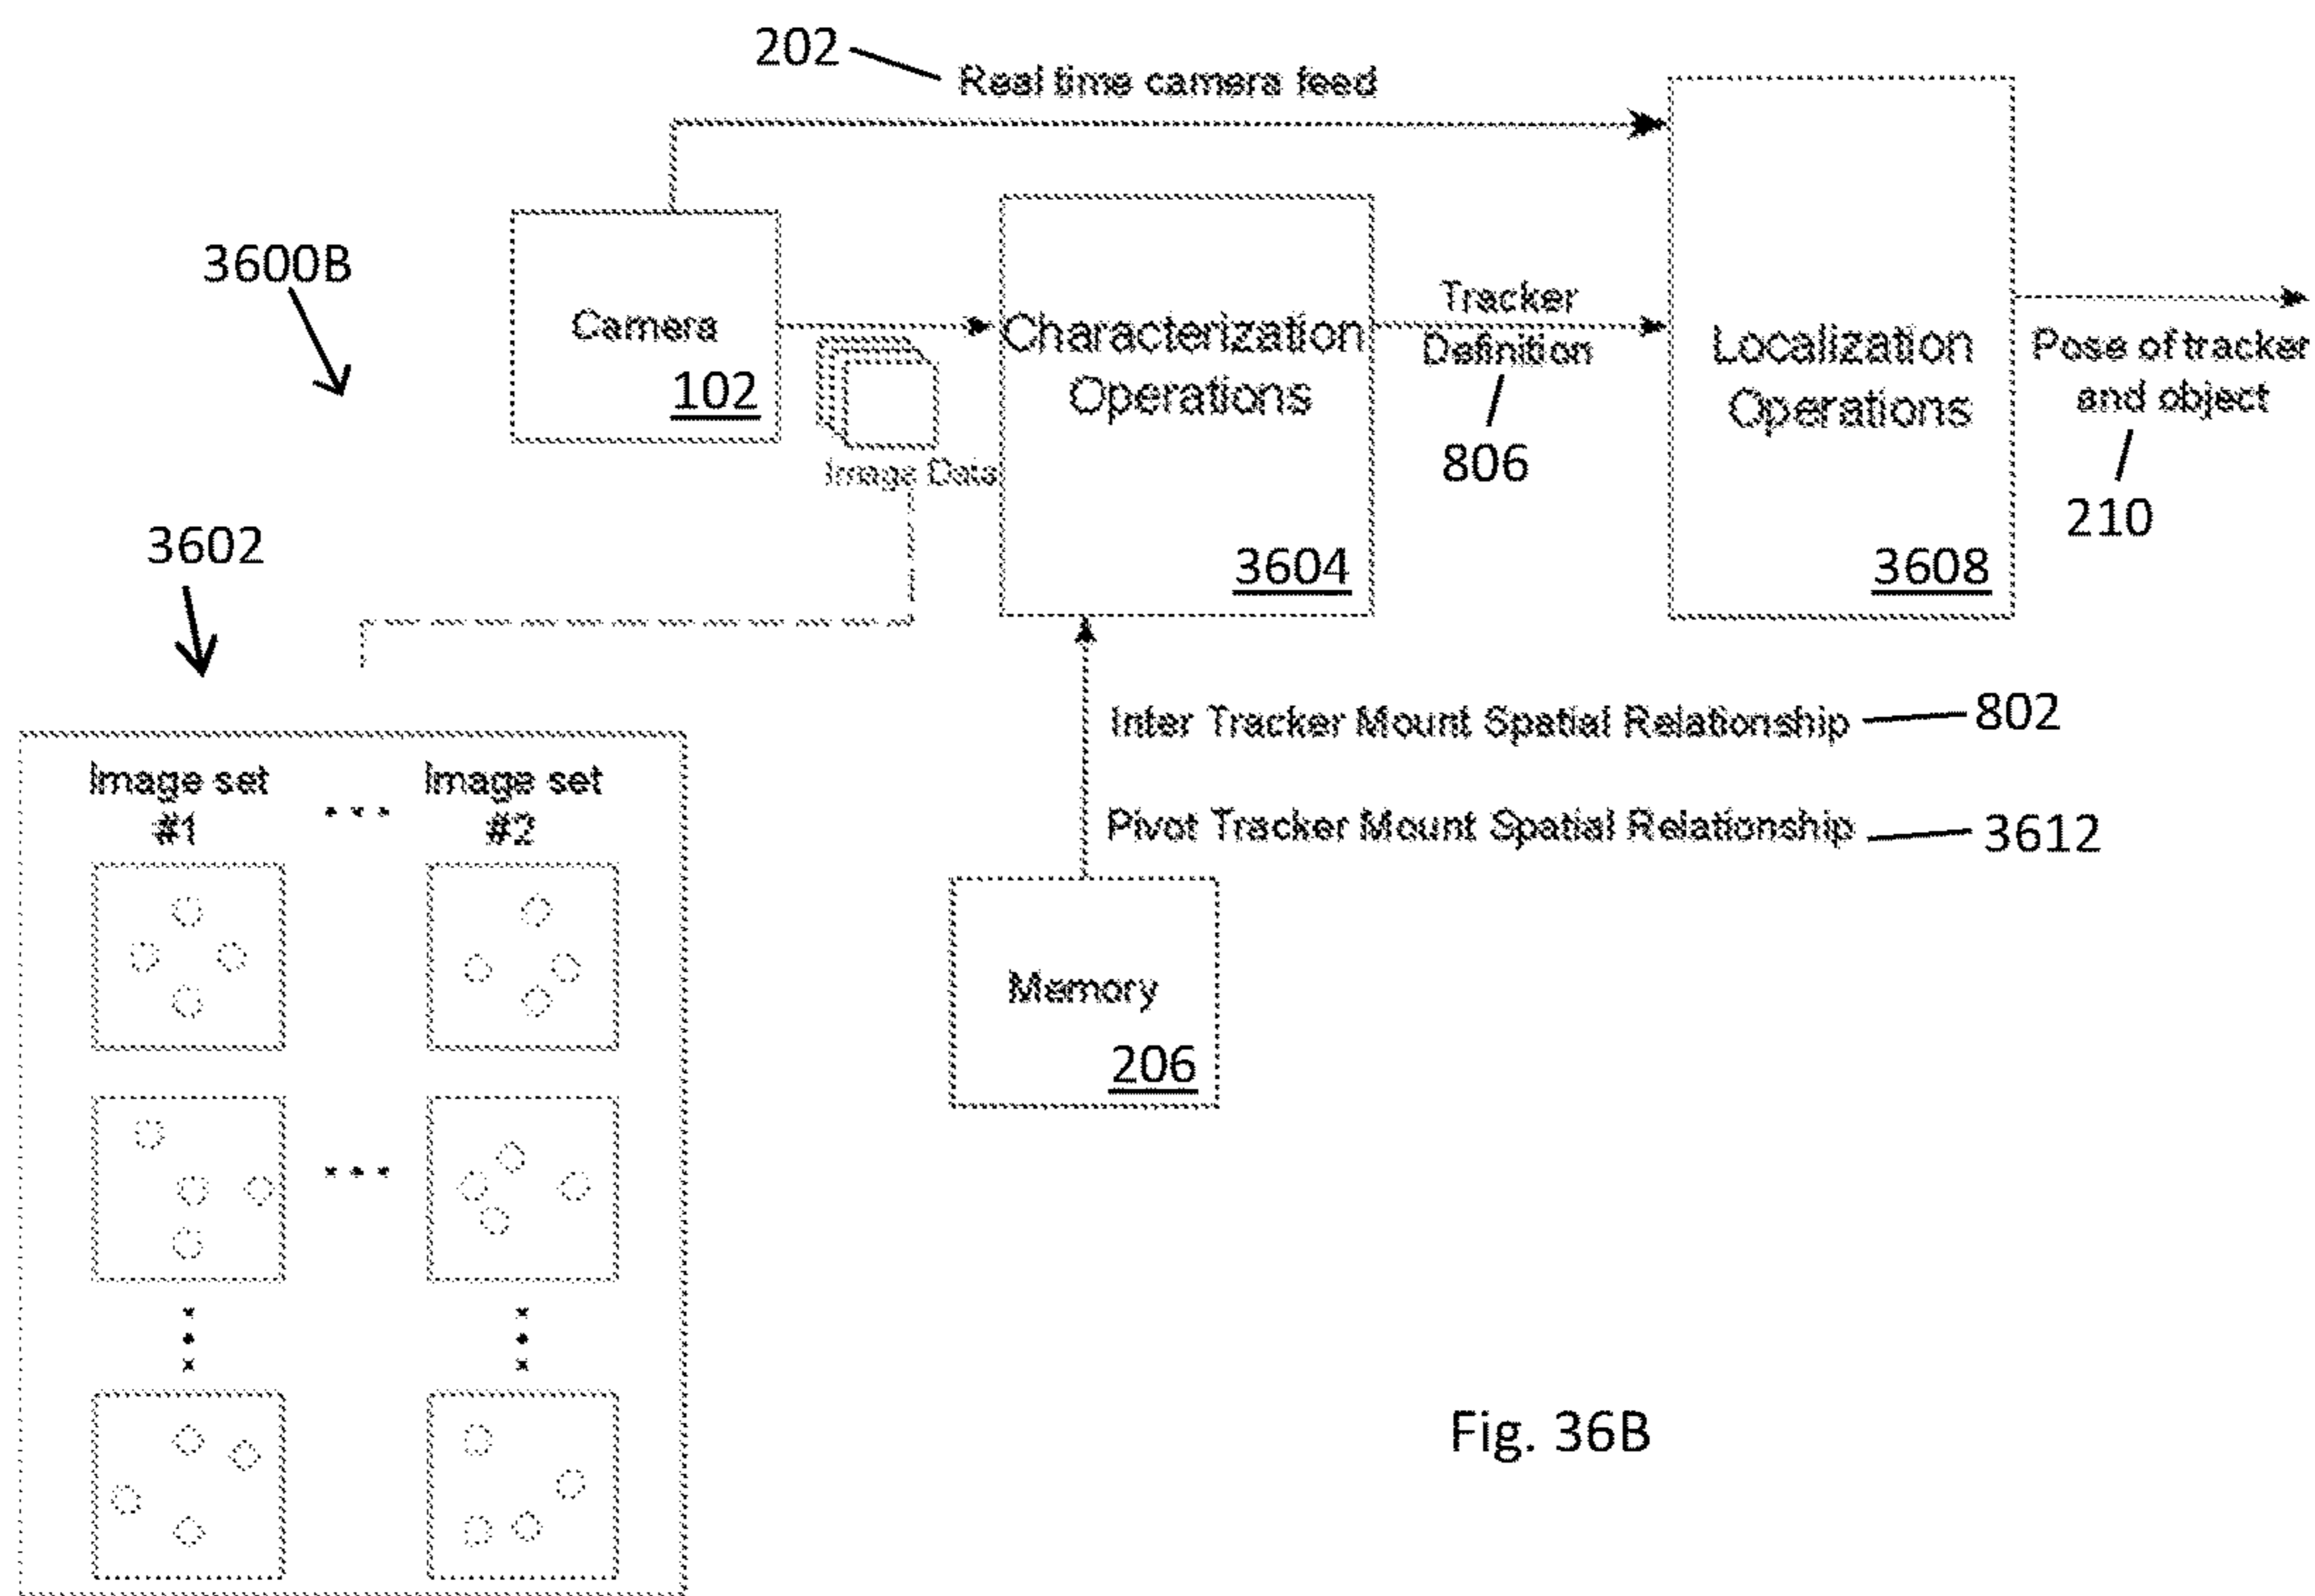 202
Real time camera feed
3600B
Camera
102
Image Data
Characterization
Operations
3604
Tracker
Definition
806
Localization
Operations
3608
Pose of tracker
and object
210
3602
Inter Tracker Mount Spatial Relationship
802
Pivot Tracker Mount Spatial Relationship
3612
Memory
206
Image set
#1
Image set
#2
Fig. 36B